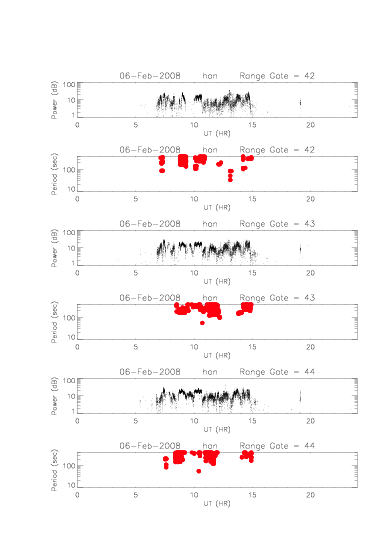 06-Feb-2008 han Range Gate = 42
Power (dB)
100
10
1
0 5 10 15 20
UT (HR)
06-Feb-2008 han Range Gate = 42
Period (sec)
100
10
0 5 10 15 20
UT (HR)
06-Feb-2008 han Range Gate = 43
Power (dB)
100
10
1
0 5 10 15 20
UT (HR)
06-Feb-2008 han Range Gate = 43
Period (sec)
100
0 5 10 15 20
UT (HR)
06-Feb-2008 han Range Gate = 44
Power (dB)
100
10
1
0 5 10 15 20
UT (HR)
06-Feb-2008 han Range Gate = 44
Period (sec)
100
0 5 10 15 20
UT (HR)